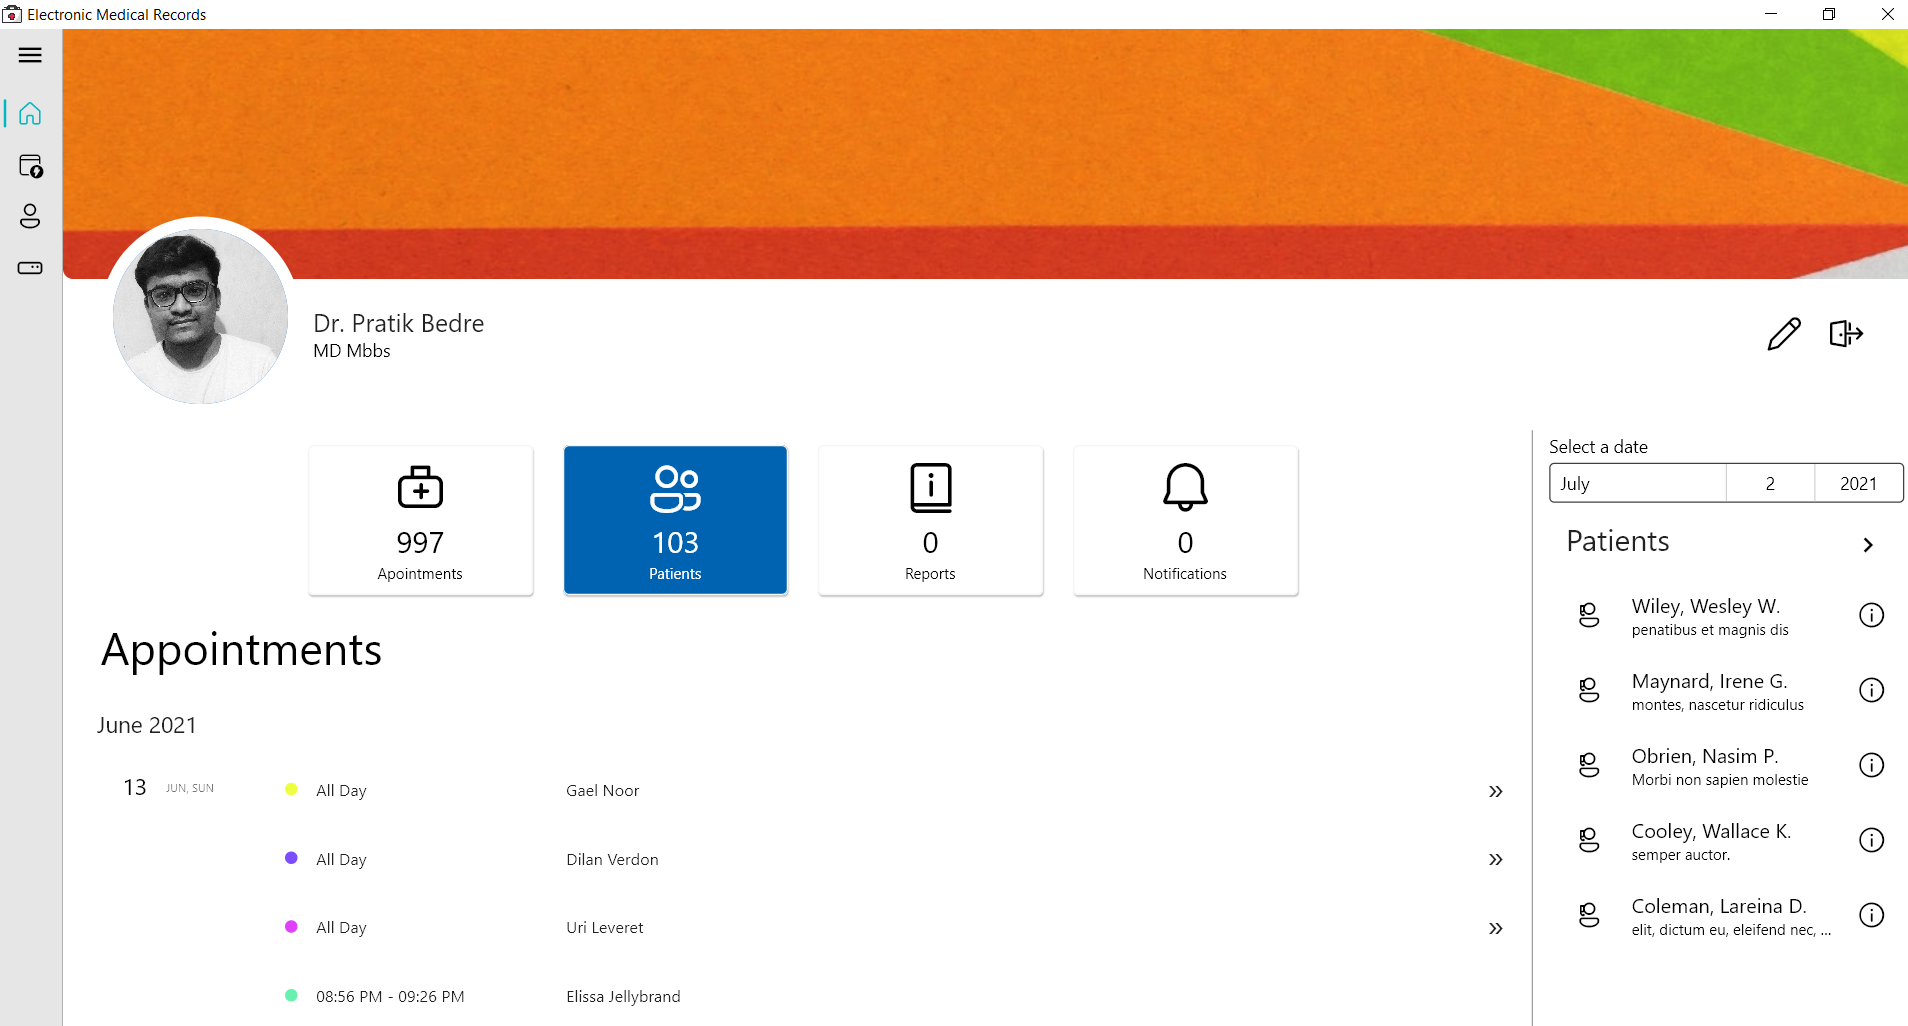 Electronic Medical Records
Dr. Pratik Bedre
MD Mbbs
997
Apointments
103
Patients
0
Reports
0
Notifications
Appointments
June 2021
13 JUN, SUN All Day Gael Noor
All Day Dilan Verdon
All Day Uri Leveret
08:56 PM - 09:26 PM Elissa Jellybrand
Select a date
July 2 2021
Patients
Wiley, Wesley W.
penatibus et magnis dis
Maynard, Irene G.
montes, nascetur ridiculus
Obrien, Nasim P.
Morbi non sapien molestie
Cooley, Wallace K.
semper auctor.
Coleman, Lareina D.
elit, dictum eu, eleifend nec, ...